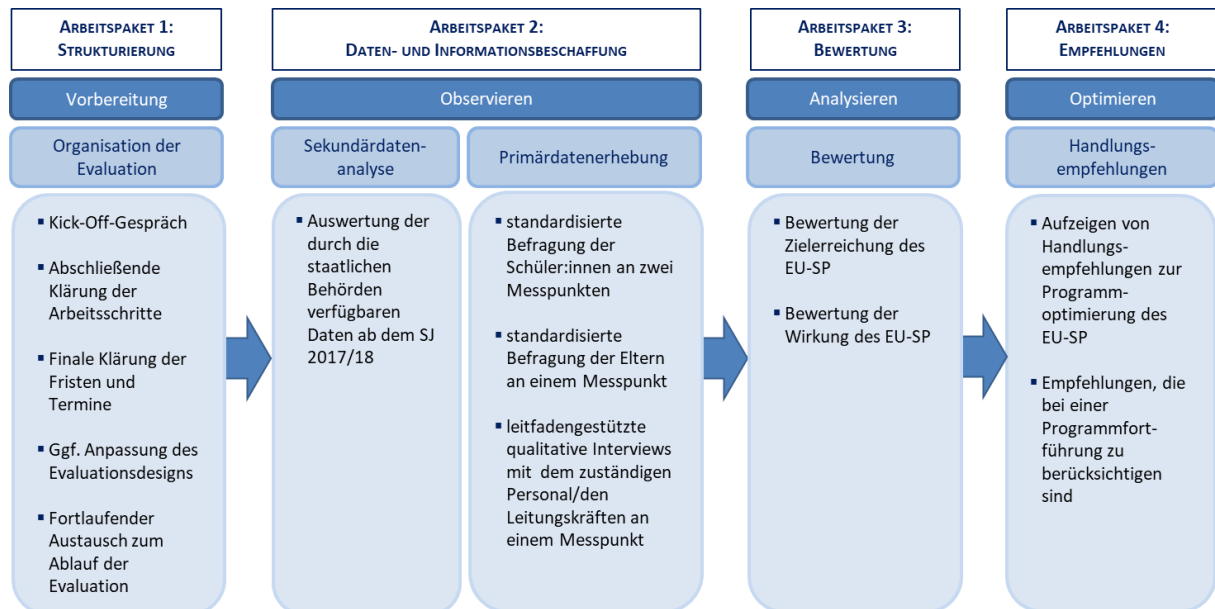 ARBEITSPAKET 1:
STRUKTURIERUNG
Vorbereitung
Organisation der
Evaluation
▪ Kick-Off-Gespräch
▪ Abschließende
Klärung der
Arbeitsschritte
▪ Finale Klärung der
Fristen und
Termine
▪ Ggf. Anpassung des
Evaluationsdesigns
▪ Fortlaufender
Austausch zum
Ablauf der
Evaluation
ARBEITSPAKET 2:
DATEN- UND INFORMATIONSBESCHAFFUNG
Observieren
Sekundärdaten-
analyse
▪ Auswertung der
durch die
staatlichen
Behörden
verfügbaren
Daten ab dem SJ
2017/18
Primärdatenerhebung
▪ standardisierte
Befragung der
Schüler:innen an zwei
Messpunkten
▪ standardisierte
Befragung der Eltern
an einem Messpunkt
▪ leitfadengestützte
qualitative Interviews
mit dem zuständigen
Personal/den
Leitungskräften an
einem Messpunkt
ARBEITSPAKET 3:
BEWERTUNG
Analysieren
Bewertung
▪ Bewertung der
Zielerreichung des
EU-SP
▪ Bewertung der
Wirkung des EU-SP
ARBEITSPAKET 4:
EMPFEHLUNGEN
Optimieren
Handlungs-
empfehlungen
▪ Aufzeigen von
Handlungs-
empfehlungen zur
Programm-
optimierung des
EU-SP
▪ Empfehlungen, die
bei einer
Programmfort-
führung zu
berücksichtigen
sind